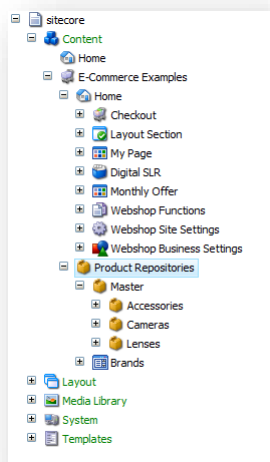 sitecore
Content
Home
E-Commerce Examples
Home
Checkout
Layout Section
My Page
Digital SLR
Monthly Offer
Webshop Functions
Webshop Site Settings
Webshop Business Settings
Product Repositories
Master
Accessories
Cameras
Lenses
Brands
Layout
Media Library
System
Templates